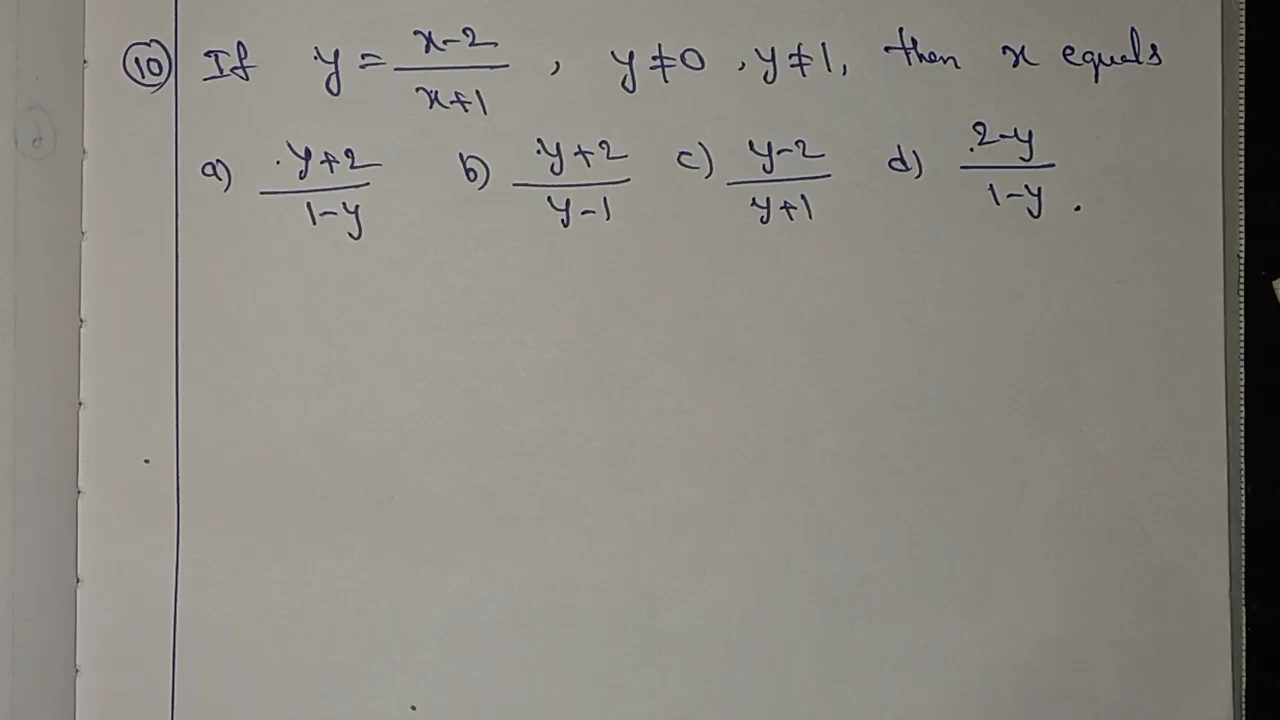 10 If y = x-2/x+1 , y≠0 , y≠1, then x equals
a) y+2/1-y b) y+2/y-1 c) y-2/y+1 d) 2-y/1-y .